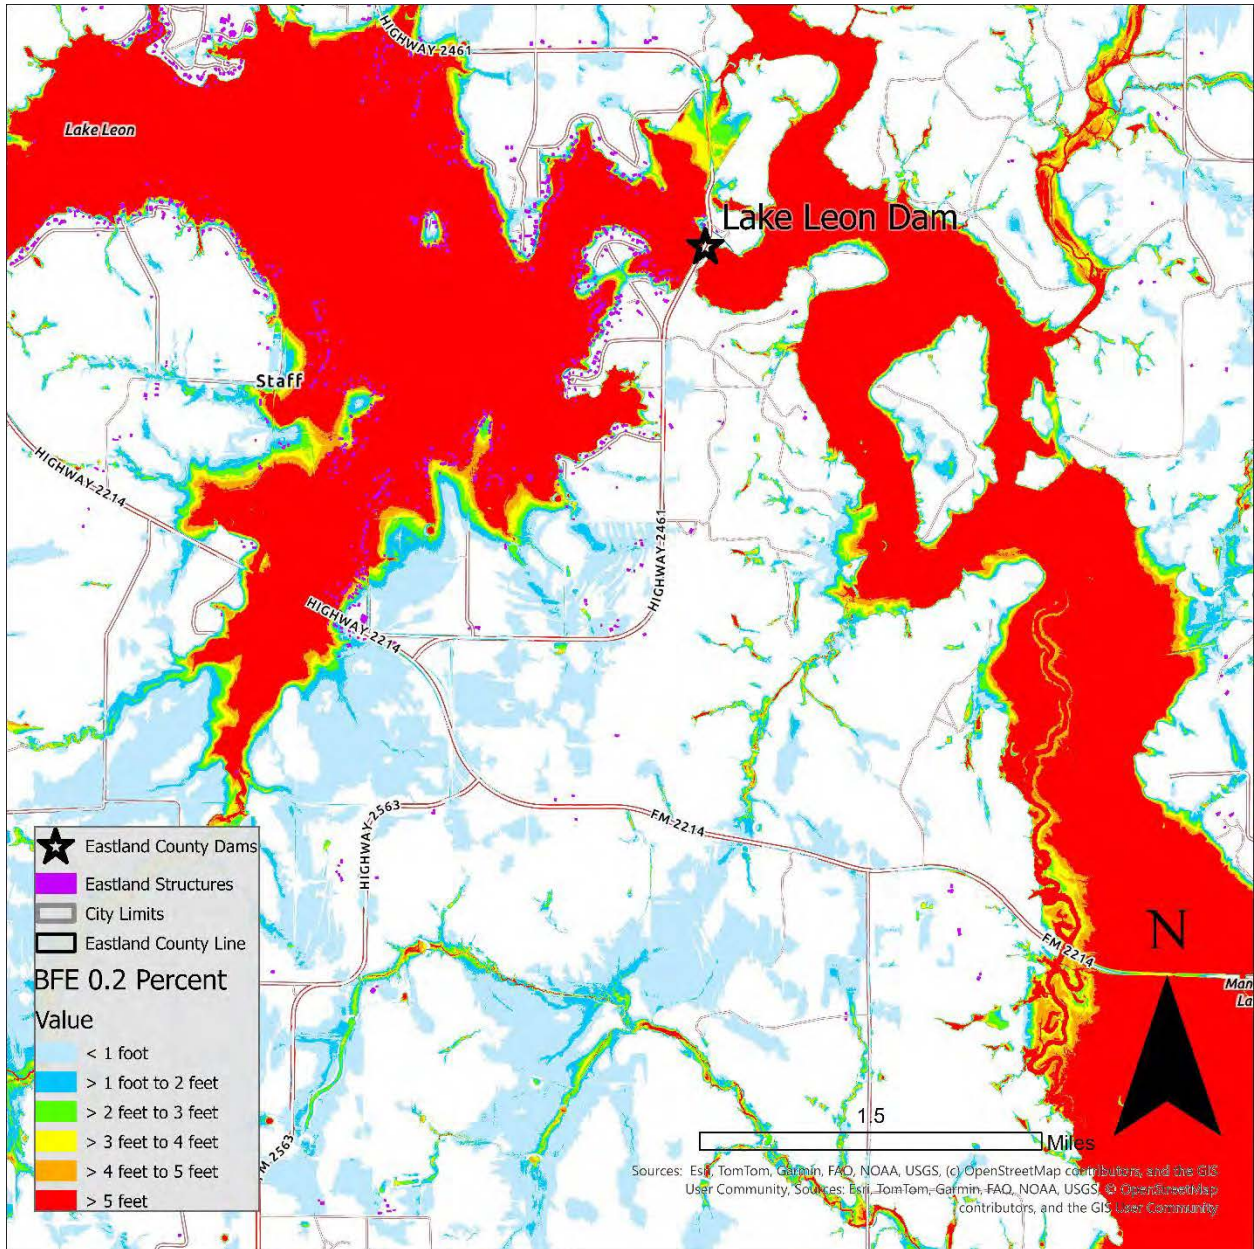 HIGHWAY 2461
Lake Leon
Lake Leon Dam
Staff
HIGHWAY 2214
HIGHWAY 2461
HIGHWAY 2214
HIGHWAY 2563
FM 2214
FM 2214
N
FM 2563
Eastland County Dams
Eastland Structures
City Limits
Eastland County Line
BFE 0.2 Percent
Value
< 1 foot
> 1 foot to 2 feet
> 2 feet to 3 feet
> 3 feet to 4 feet
> 4 feet to 5 feet
> 5 feet
1.5
Miles
Sources: Esri, TomTom, Garmin, FAO, NOAA, USGS, (c) OpenStreetMap contributors, and the GIS
User Community, Sources: Esri, TomTom, Garmin, FAO, NOAA, USGS, © OpenStreetMap
contributors, and the GIS User Community